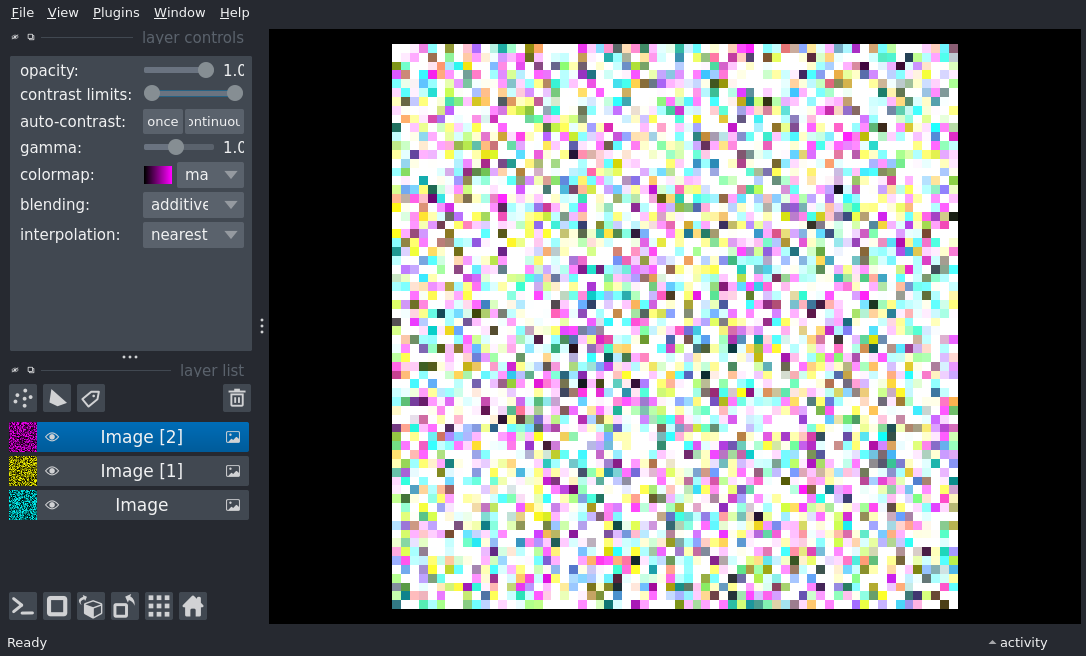 File View Plugins Window Help
layer controls
opacity: 1.0
contrast limits:
auto-contrast: once ontinuou
gamma: 1.0
colormap: ma
blending: additive
interpolation: nearest
layer list
Image [2]
Image [1]
Image
Ready activity